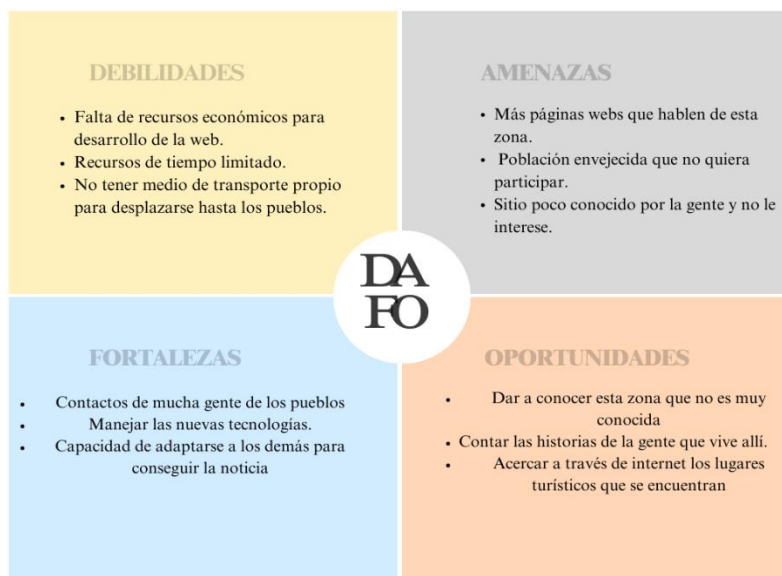 DEBILIDADES
• Falta de recursos económicos para
desarrollo de la web.
• Recursos de tiempo limitado.
• No tener medio de transporte propio
para desplazarse hasta los pueblos.
AMENAZAS
• Más páginas webs que hablen de esta
zona.
• Población envejecida que no quiera
participar.
• Sitio poco conocido por la gente y no le
interese.
DA
FO
FORTALEZAS
• Contactos de mucha gente de los pueblos
• Manejar las nuevas tecnologías.
• Capacidad de adaptarse a los demás para
conseguir la noticia
OPORTUNIDADES
• Dar a conocer esta zona que no es muy
conocida
• Contar las historias de la gente que vive allí.
• Acercar a través de internet los lugares
turísticos que se encuentran